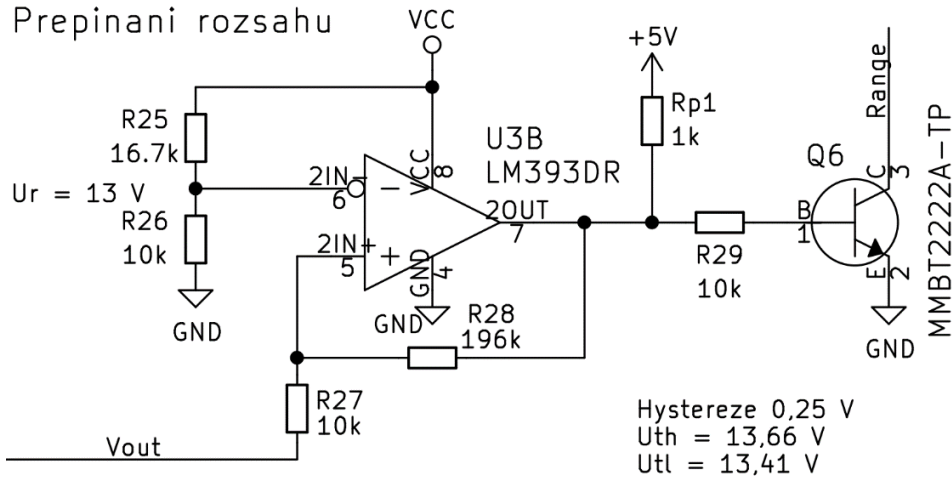 Prepinani rozsahu
VCC
+5V
Range
R25
16.7k
Rp1
1k
U3B
LM393DR
Q6
MMBT2222A-TP
Ur = 13 V
2IN-
6
VCC
8
C
3
R26
10k
2OUT
7
B
1
2IN+
5
R29
10k
GND
4
E
2
GND
GND
R28
196k
GND
R27
10k
Vout
Hystereze 0,25 V
Uth = 13,66 V
Utl = 13,41 V